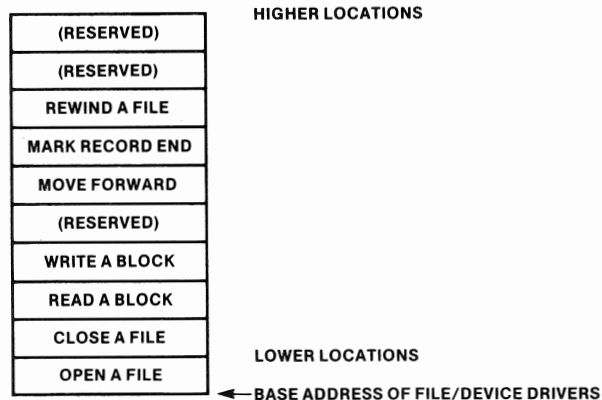 HIGHER LOCATIONS
(RESERVED)
(RESERVED)
REWIND A FILE
MARK RECORD END
MOVE FORWARD
(RESERVED)
WRITE A BLOCK
READ A BLOCK
CLOSE A FILE
LOWER LOCATIONS
OPEN A FILE
BASE ADDRESS OF FILE/DEVICE DRIVERS